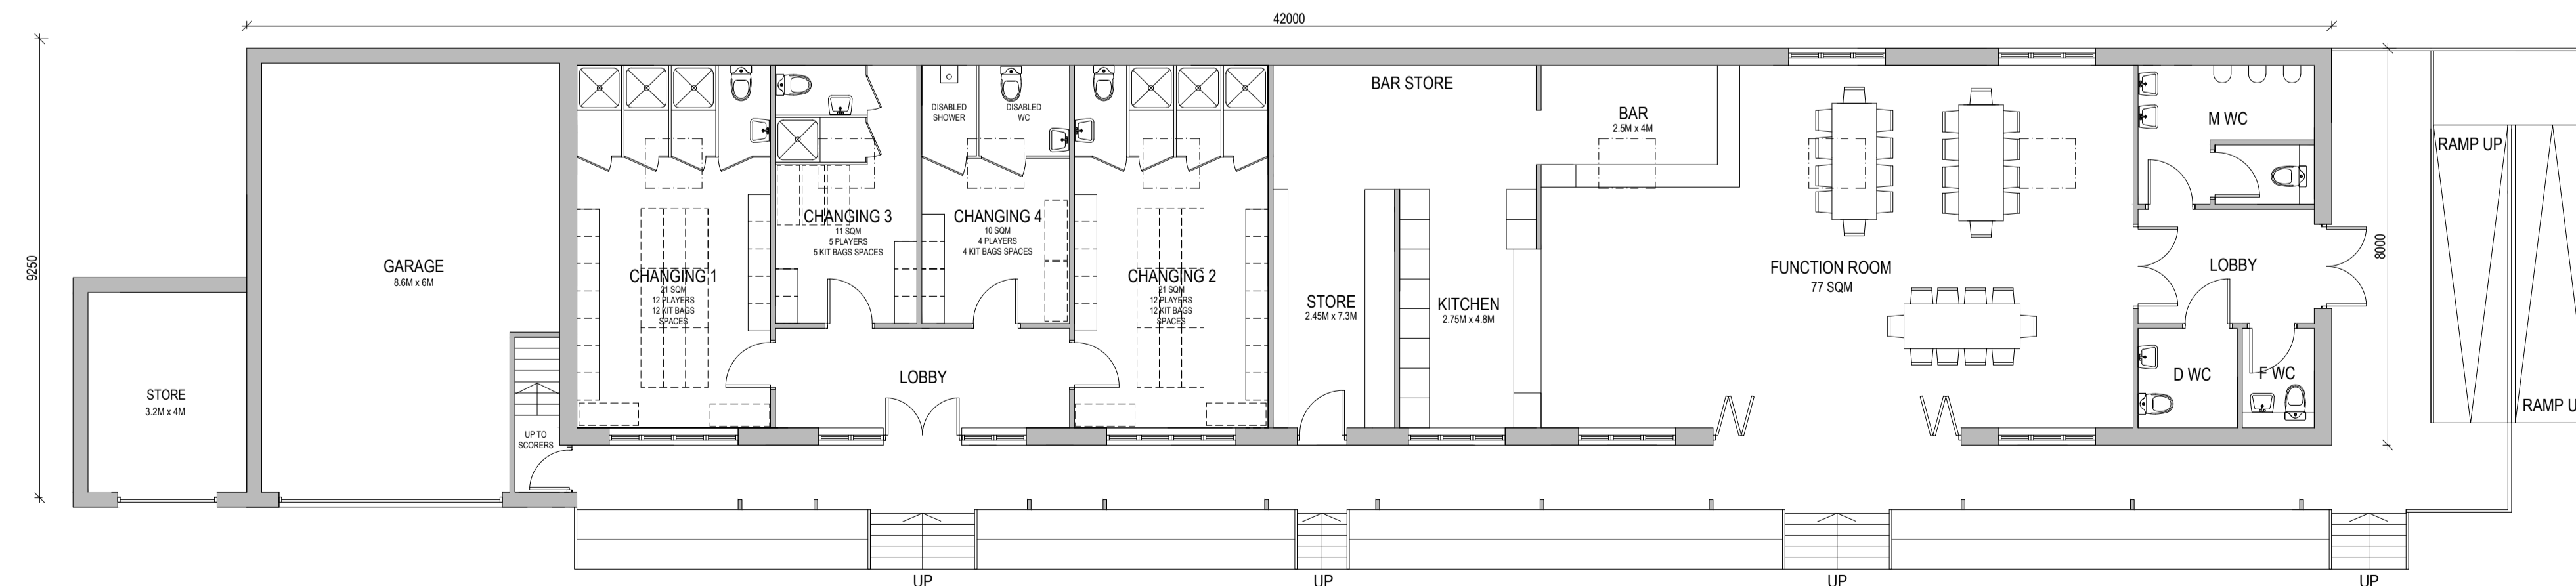 42000
9250
8000
STORE
3.2M x 4M
GARAGE
8.6M x 6M
UP TO
SCORERS
CHANGING 1
21 SQM
12 PLAYERS
12 KIT BAGS
SPACES
CHANGING 3
11 SQM
5 PLAYERS
5 KIT BAGS SPACES
DISABLED
SHOWER
DISABLED
WC
CHANGING 4
10 SQM
4 PLAYERS
4 KIT BAGS SPACES
LOBBY
CHANGING 2
21 SQM
12 PLAYERS
12 KIT BAGS
SPACES
BAR STORE
STORE
2.45M x 7.3M
KITCHEN
2.75M x 4.8M
BAR
2.5M x 4M
FUNCTION ROOM
77 SQM
M WC
LOBBY
D WC
F WC
RAMP UP
RAMP U
UP
UP
UP
UP